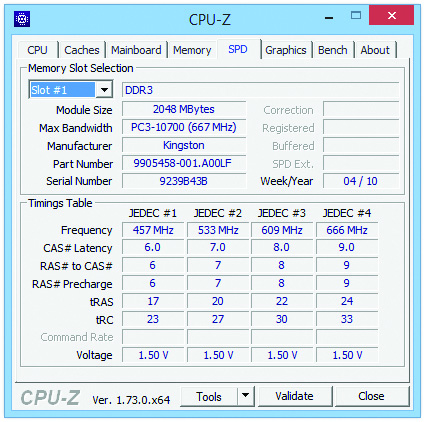 CPU-Z
CPU Caches Mainboard Memory SPD Graphics Bench About
Memory Slot Selection
Slot #1 DDR3
Module Size 2048 MBytes Correction
Max Bandwidth PC3-10700 (667 MHz) Registered
Manufacturer Kingston Buffered
Part Number 9905458-001.A00LF SPD Ext.
Serial Number 9239B43B Week/Year 04 / 10
Timings Table
JEDEC #1 JEDEC #2 JEDEC #3 JEDEC #4
Frequency 457 MHz 533 MHz 609 MHz 666 MHz
CAS# Latency 6.0 7.0 8.0 9.0
RAS# to CAS# 6 7 8 9
RAS# Precharge 6 7 8 9
tRAS 17 20 22 24
tRC 23 27 30 33
Command Rate
Voltage 1.50 V 1.50 V 1.50 V 1.50 V
CPU-Z Ver. 1.73.0.x64 Tools Validate Close